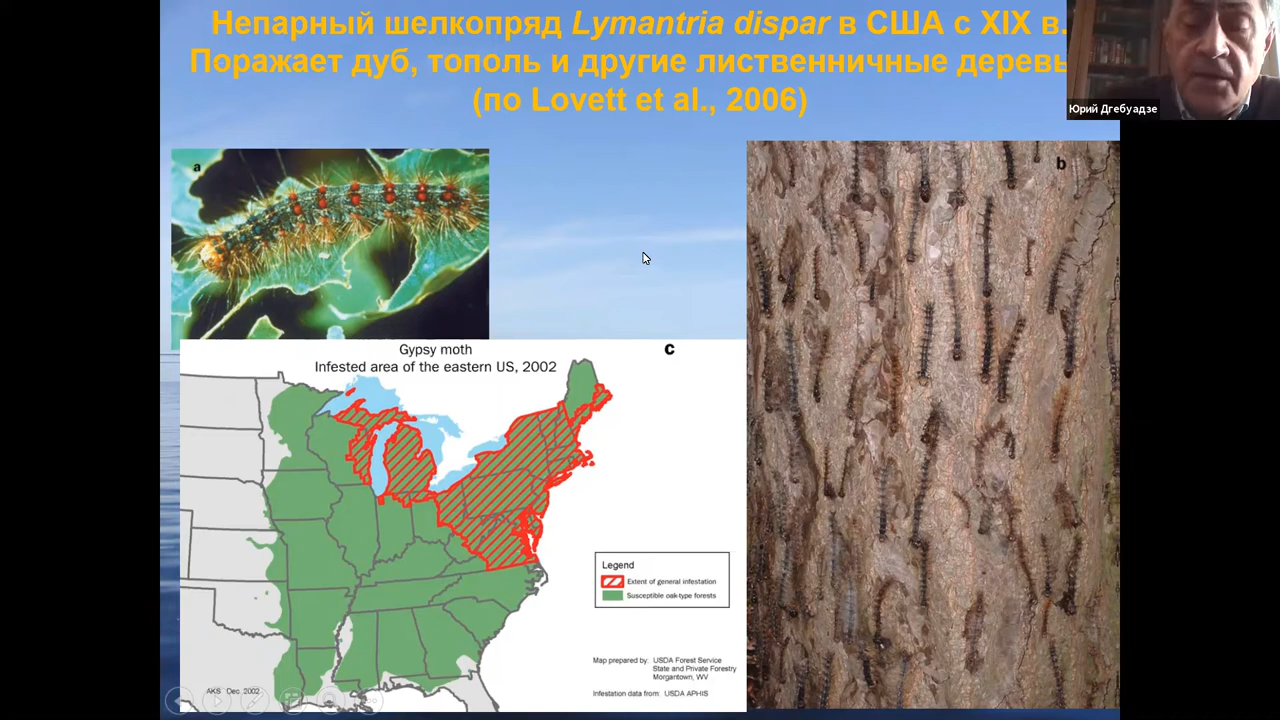 Непарный шелкопряд Lymantria dispar в США с XIX в.
Поражает дуб, тополь и другие лиственничные деревь
(по Lovett et al., 2006)
Юрий Дгебуадзе
a
b
Gypsy moth
c
Infested area of the eastern US, 2002
Legend
Extent of general infestation
Susceptible oak-type forests
Map prepared by: USDA Forest Service
State and Private Forestry
Morgantown, WV
AKS Dec. 2002
Infestation data from: USDA APHIS